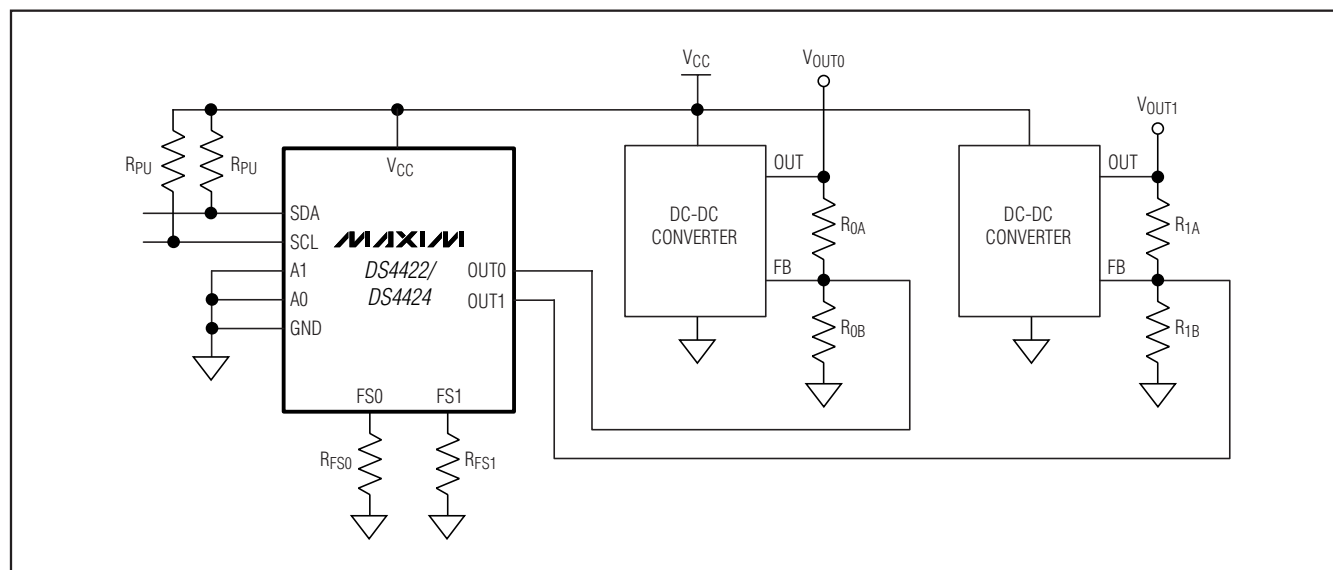 VCC
VOUT0
VOUT1
RPU
RPU
VCC
OUT
OUT
SDA
R0A
R1A
SCL
MAXIM
DC-DC
CONVERTER
DC-DC
CONVERTER
A1
DS4422/
DS4424
OUT0
FB
FB
A0
OUT1
GND
R0B
R1B
FS0
FS1
RFS0
RFS1